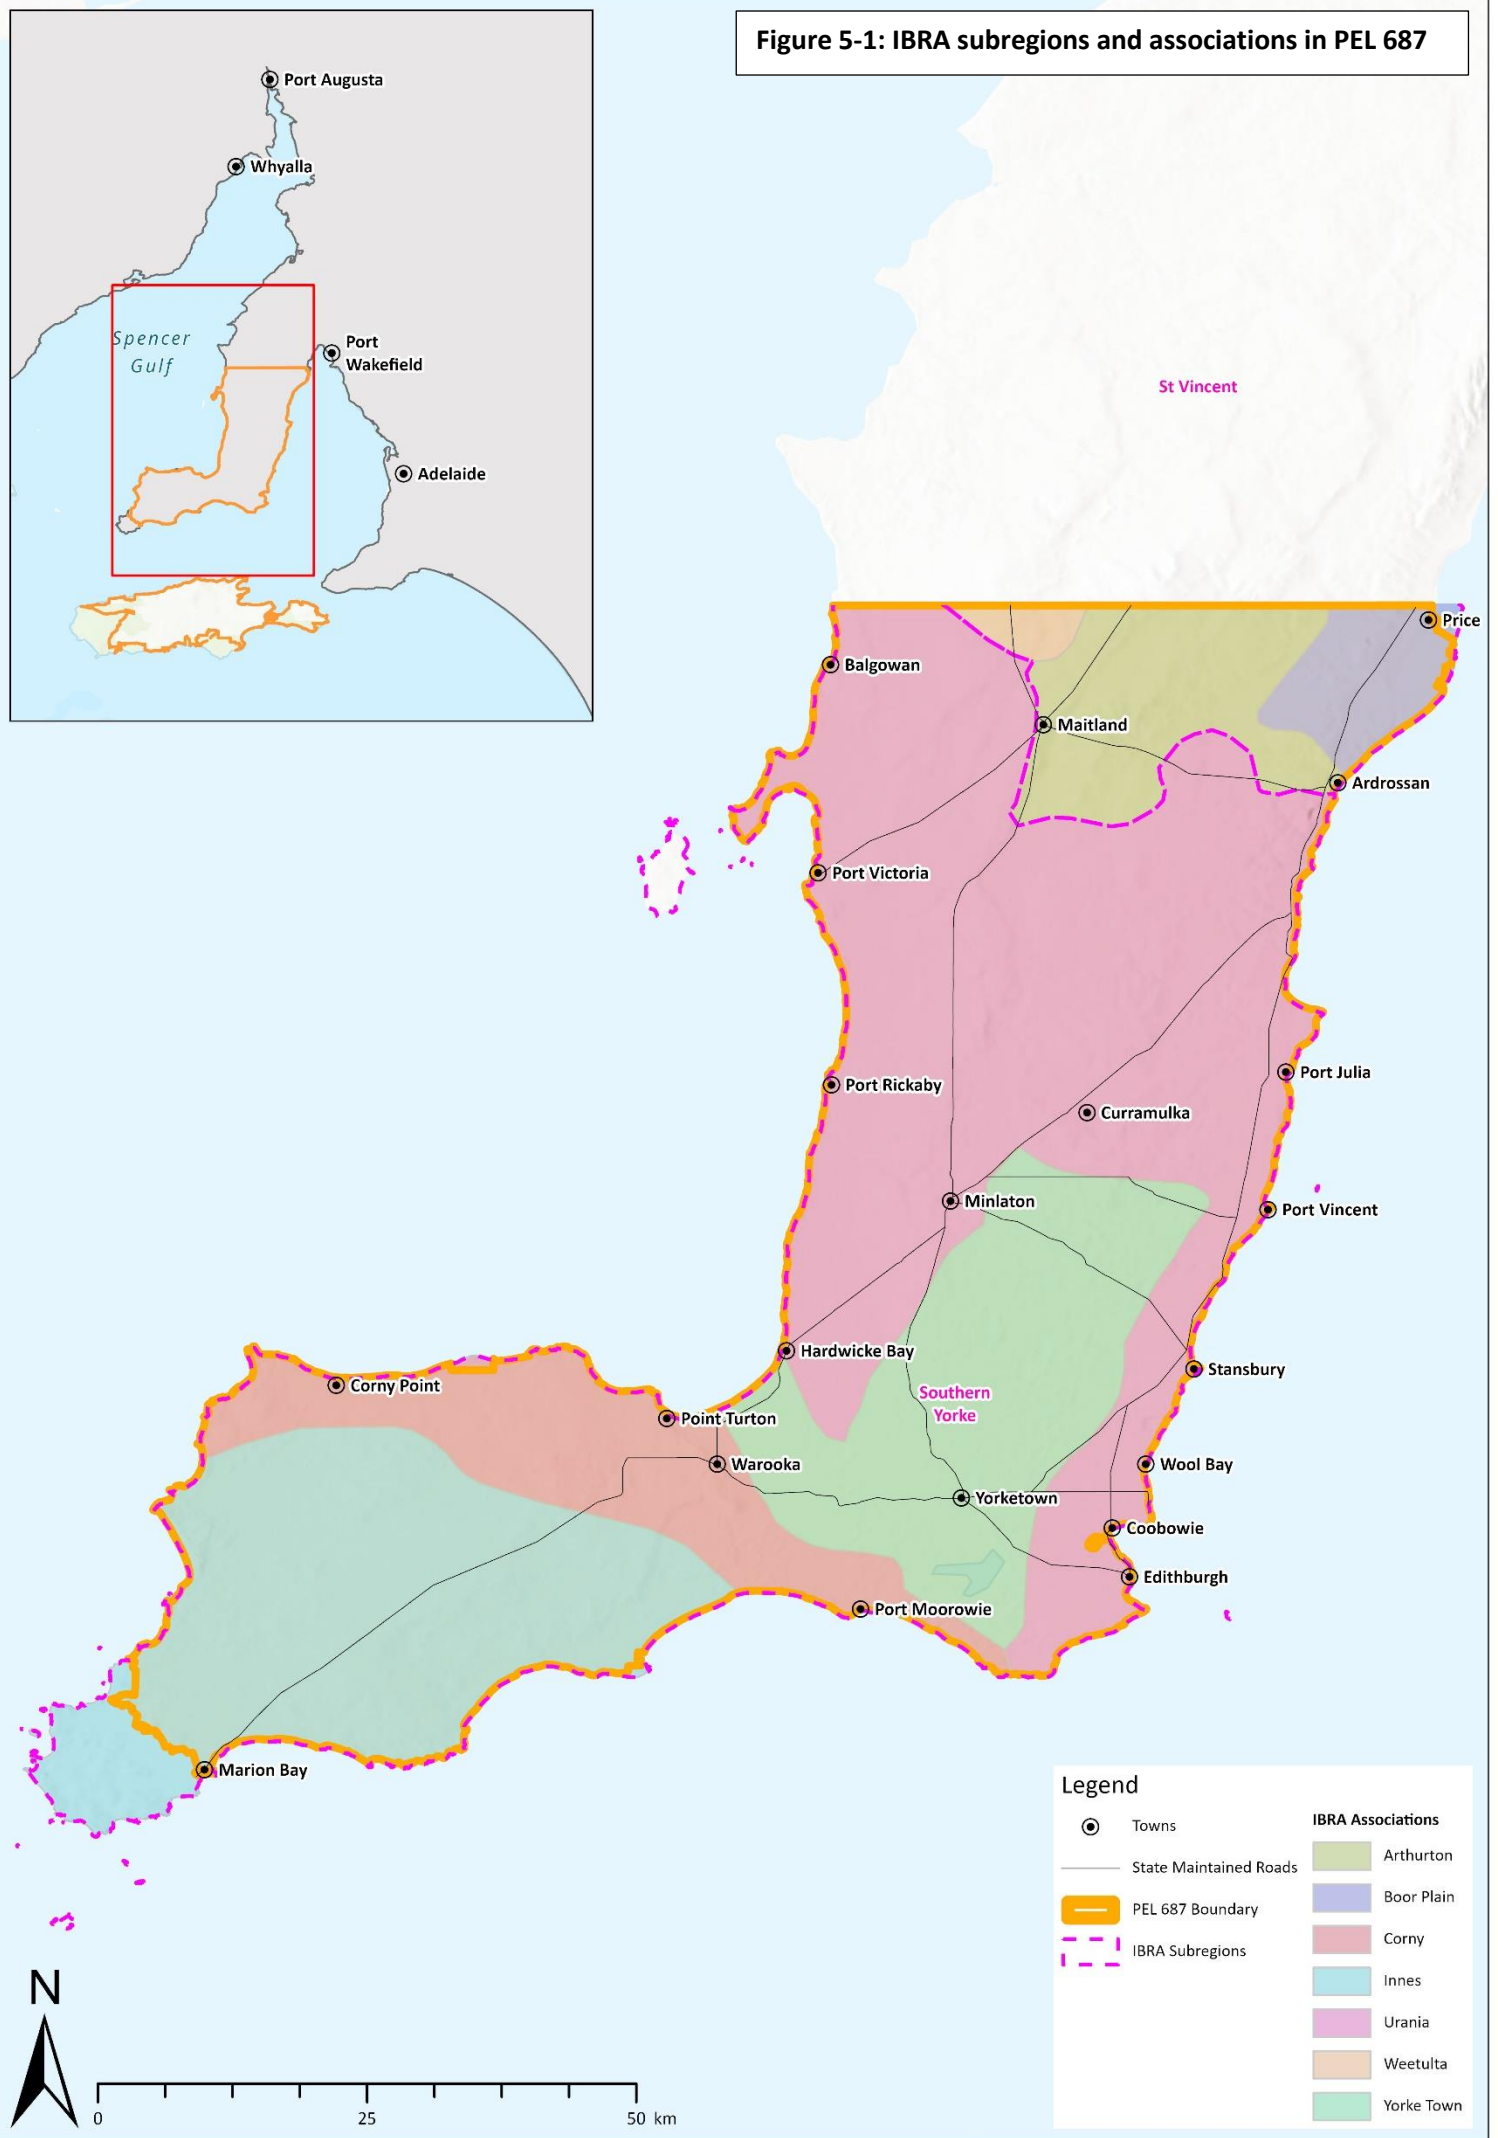 Figure 5-1: IBRA subregions and associations in PEL 687
Port Augusta
Whyalla
Spencer
Gulf
Port
Wakefield
Adelaide
St Vincent
Price
Balgowan
Maitland
Ardrossan
Port Victoria
Port Rickaby
Port Julia
Curramulka
Minlaton
Port Vincent
Hardwicke Bay
Stansbury
Corny Point
Southern
Yorke
Point Turton
Warooka
Wool Bay
Yorketown
Coobowie
Edithburgh
Port Moorowie
Marion Bay
Legend
Towns
State Maintained Roads
PEL 687 Boundary
IBRA Subregions
IBRA Associations
Arthurton
Boor Plain
Corny
Innes
Urania
Weetulta
Yorke Town
N
0 25 50 km